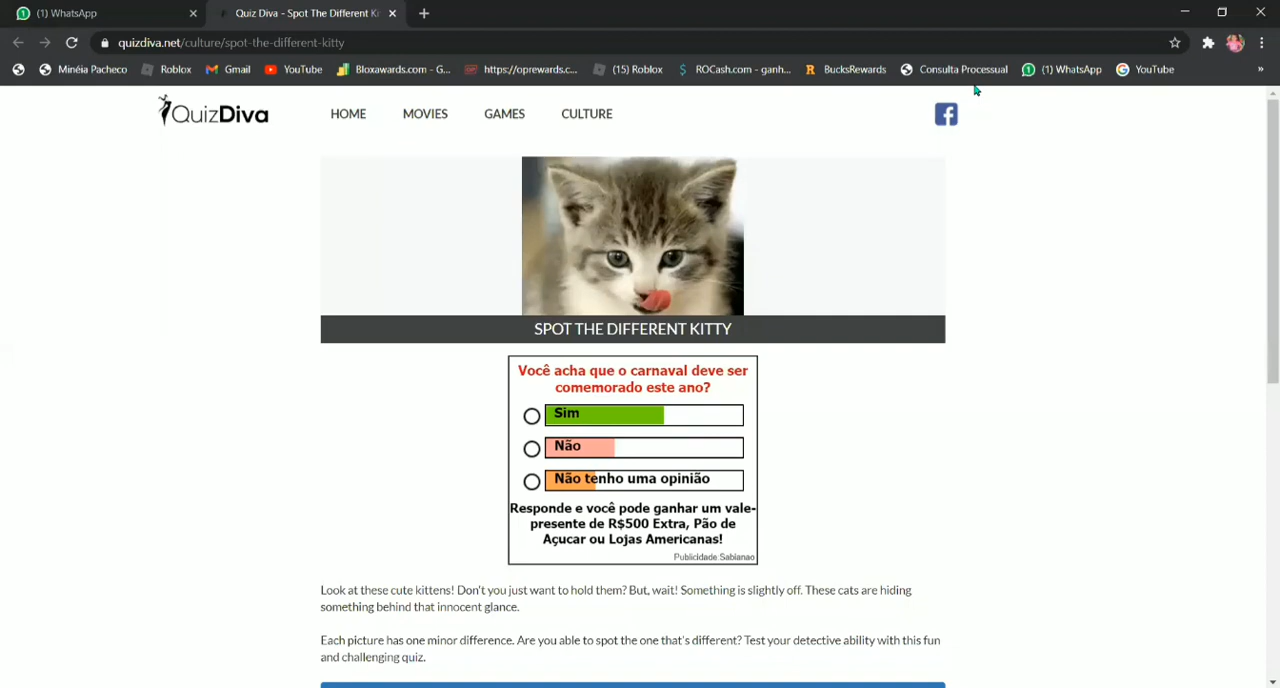 (1) WhatsApp
Quiz Diva - Spot The Different Ki
quizdiva.net/culture/spot-the-different-kitty
Minéia Pacheco Roblox Gmail YouTube Bloxawards.com - G... https://oprewards.c... (15) Roblox ROCash.com - ganh... BucksRewards Consulta Processual (1) WhatsApp YouTube »
QuizDiva HOME MOVIES GAMES CULTURE
SPOT THE DIFFERENT KITTY
Você acha que o carnaval deve ser
comemorado este ano?
Sim
Não
Não tenho uma opinião
Responde e você pode ganhar um vale-
presente de R$500 Extra, Pão de
Açucar ou Lojas Americanas!
Publicidade Sabianao
Look at these cute kittens! Don't you just want to hold them? But, wait! Something is slightly off. These cats are hiding
something behind that innocent glance.
Each picture has one minor difference. Are you able to spot the one that's different? Test your detective ability with this fun
and challenging quiz.